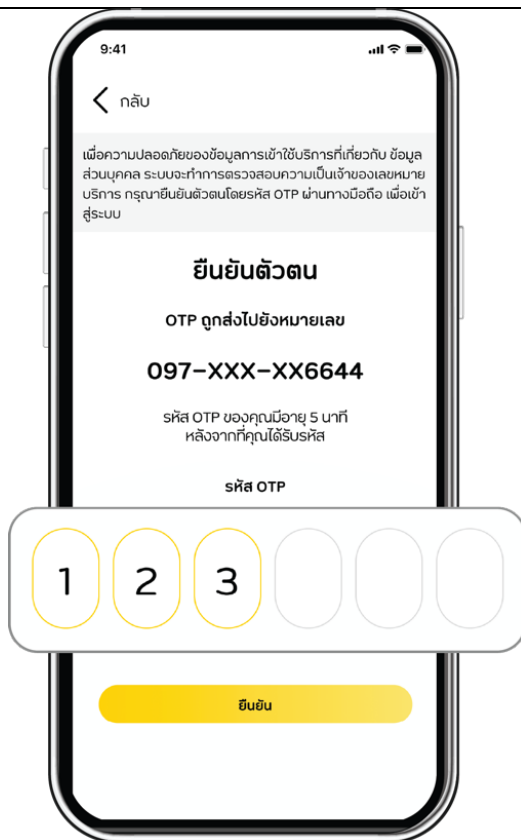 9:41
กลับ
เพื่อความปลอดภัยของข้อมูลการเข้าใช้บริการที่เกี่ยวกับ ข้อมูล
ส่วนบุคคล ระบบจะทำการตรวจสอบความเป็นเจ้าของเลขหมาย
บริการ กรุณายืนยันตัวตนโดยรหัส OTP ผ่านทางมือถือ เพื่อเข้า
สู่ระบบ
ยืนยันตัวตน
OTP ถูกส่งไปยังหมายเลข
097-XXX-XX6644
รหัส OTP ของคุณมีอายุ 5 นาที
หลังจากที่คุณได้รับรหัส
รหัส OTP
1 2 3
ยืนยัน